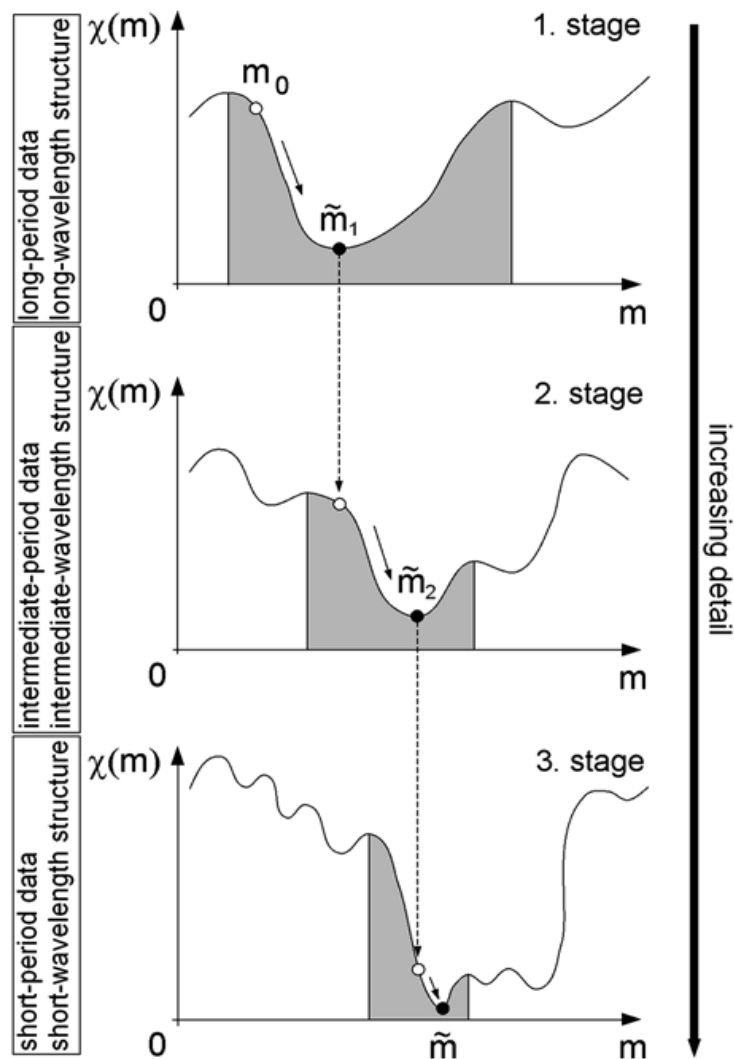 long-period data
long-wavelength structure
χ(m)
1. stage
m₀
m̃₁
0
m
intermediate-period data
intermediate-wavelength structure
χ(m)
2. stage
m̃₂
0
m
short-period data
short-wavelength structure
χ(m)
3. stage
0
m̃
m
increasing detail